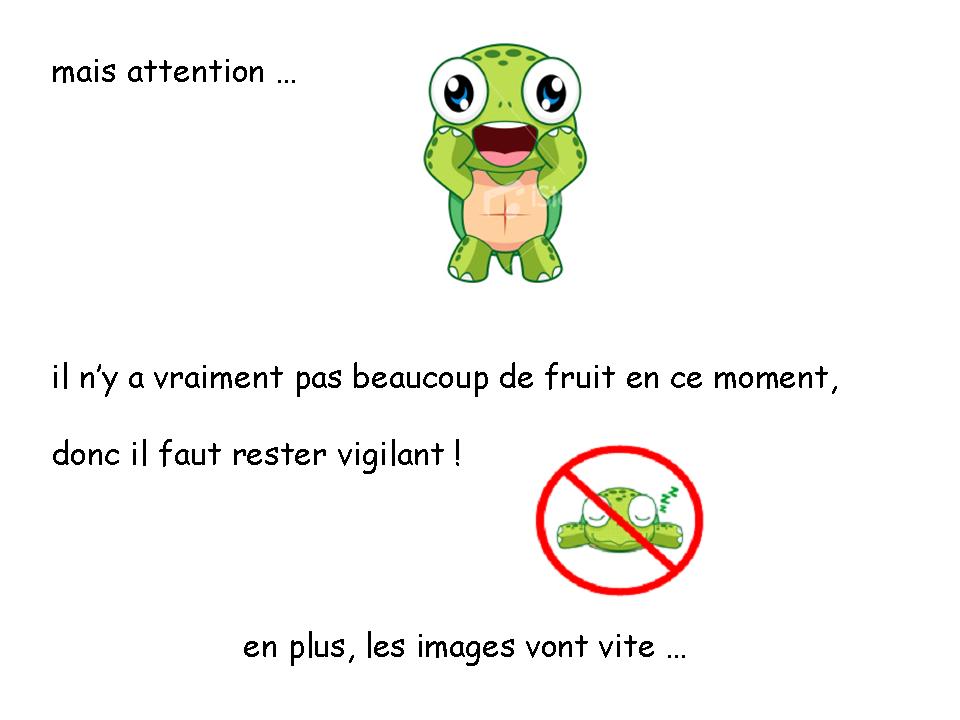 mais attention ...
il n'y a vraiment pas beaucoup de fruit en ce moment,
donc il faut rester vigilant !
zzz
en plus, les images vont vite ...